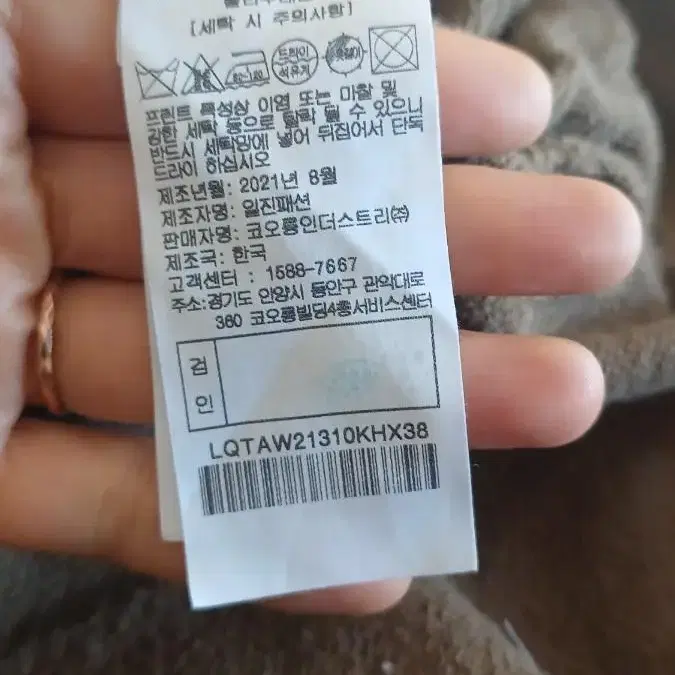 [세탁 시 주의사항]
드라이
석유계
프린트 특성상 이염 또는 마찰 및
강한 세탁 등으로 탈락 될 수 있으니
반드시 세탁망에 넣어 뒤집어서 단독
드라이 하십시오
제조년월: 2021년 8월
제조자명: 일진패션
판매자명: 코오롱인더스트리㈜
제조국: 한국
고객센터 : 1588-7667
주소:경기도 안양시 동안구 관악대로
360 코오롱빌딩4층서비스센터
검
인
LQTAW21310KHX38